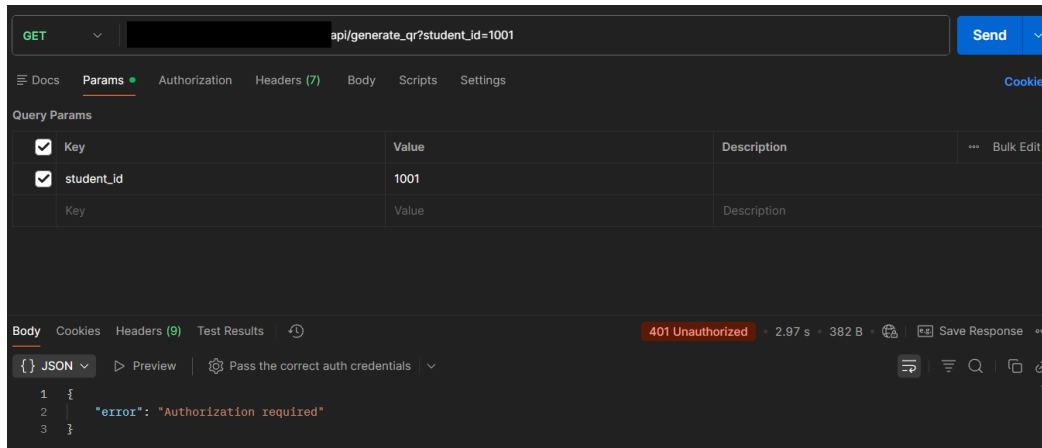 GET api/generate_qr?student_id=1001 Send
Docs Params Authorization Headers (7) Body Scripts Settings Cookie
Query Params
Key Value Description Bulk Edit
student_id 1001
Key Value Description
Body Cookies Headers (9) Test Results 401 Unauthorized • 2.97 s • 382 B • e.g. Save Response
{} JSON Preview Pass the correct auth credentials
1 {
2 "error": "Authorization required"
3 }